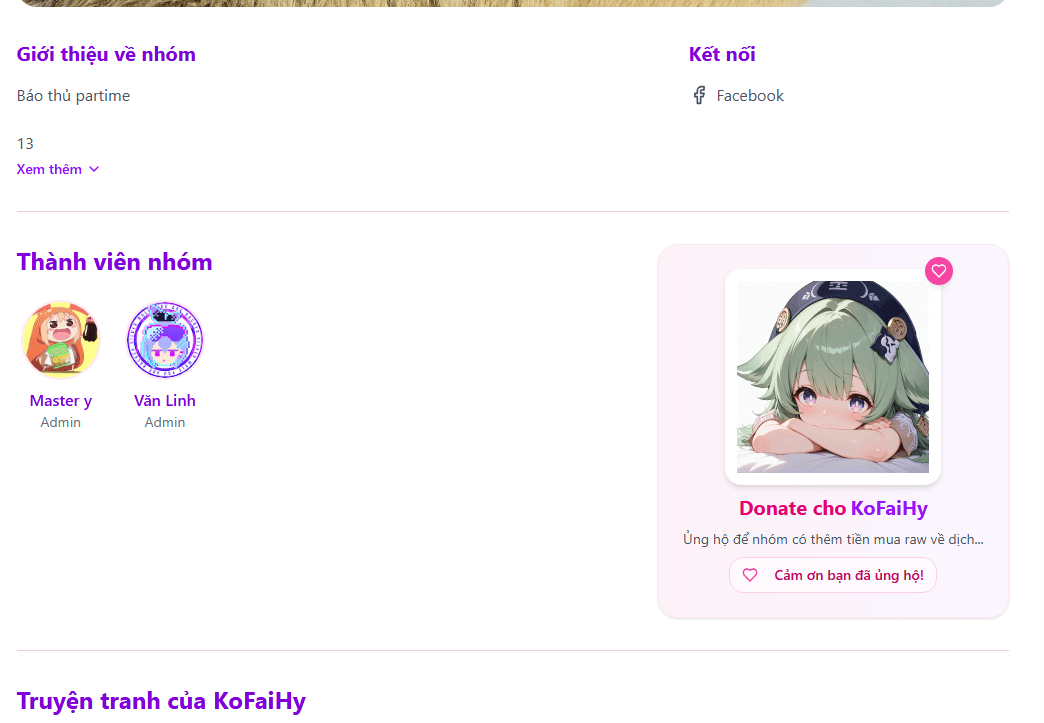 Giới thiệu về nhóm
Báo thủ partime
13
Xem thêm
Kết nối
Facebook
Thành viên nhóm
Master y
Admin
Văn Linh
Admin
Donate cho KoFaiHy
Ủng hộ để nhóm có thêm tiền mua raw về dịch...
Cảm ơn bạn đã ủng hộ!
Truyện tranh của KoFaiHy